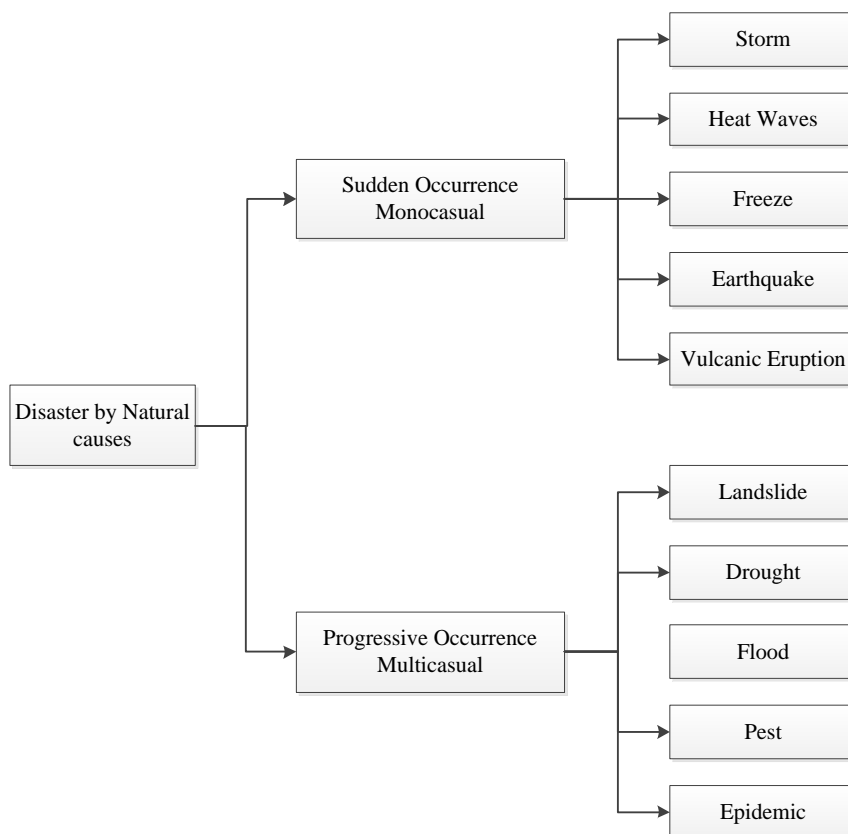 Storm
Heat Waves
Sudden Occurrence
Monocasual
Freeze
Earthquake
Vulcanic Eruption
Disaster by Natural
causes
Landslide
Drought
Progressive Occurrence
Multicasual
Flood
Pest
Epidemic